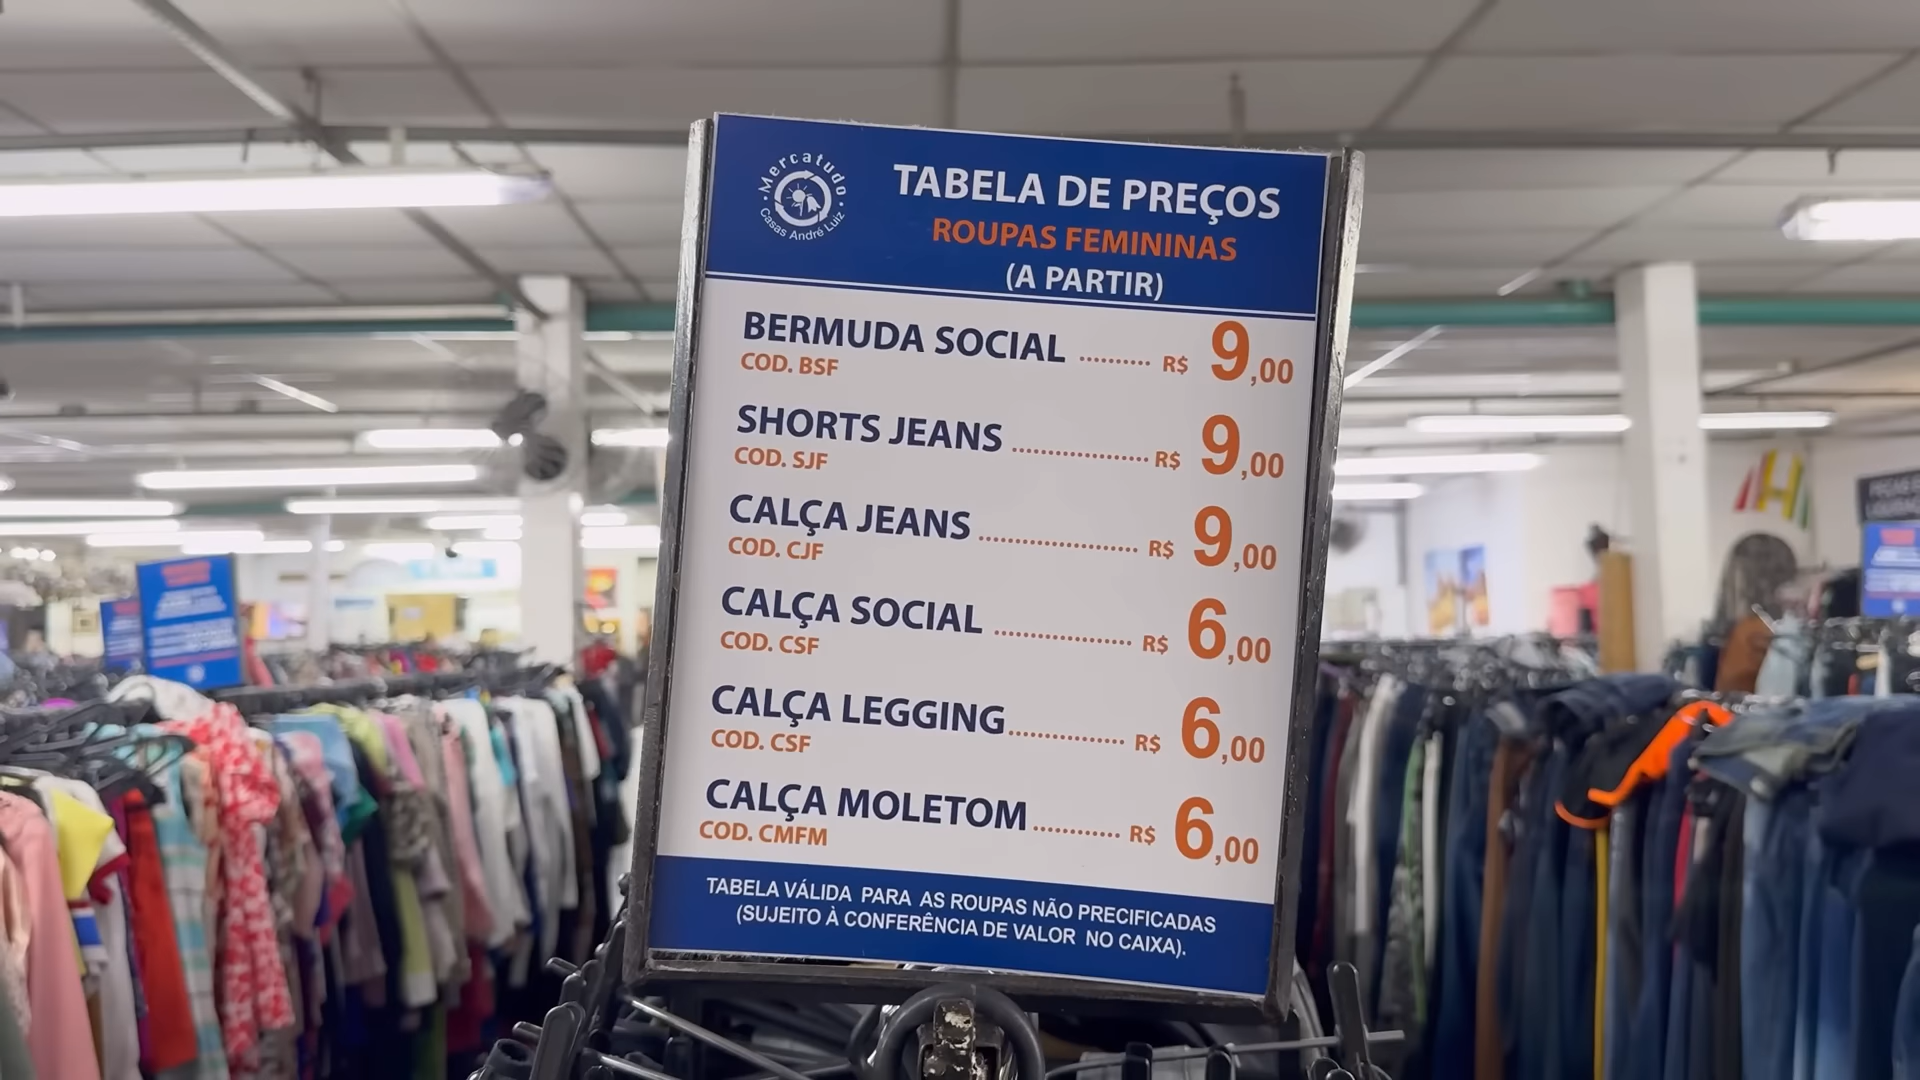 Mercatudo
Casas André Luiz
TABELA DE PREÇOS
ROUPAS FEMININAS
(A PARTIR)
BERMUDA SOCIAL .......... R$ 9,00
COD. BSF
SHORTS JEANS ................... R$ 9,00
COD. SJF
CALÇA JEANS ...................... R$ 9,00
COD. CJF
CALÇA SOCIAL ................... R$ 6,00
COD. CSF
CALÇA LEGGING ................ R$ 6,00
COD. CSF
CALÇA MOLETOM ............ R$ 6,00
COD. CMFM
TABELA VÁLIDA PARA AS ROUPAS NÃO PRECIFICADAS
(SUJEITO À CONFERÊNCIA DE VALOR NO CAIXA).